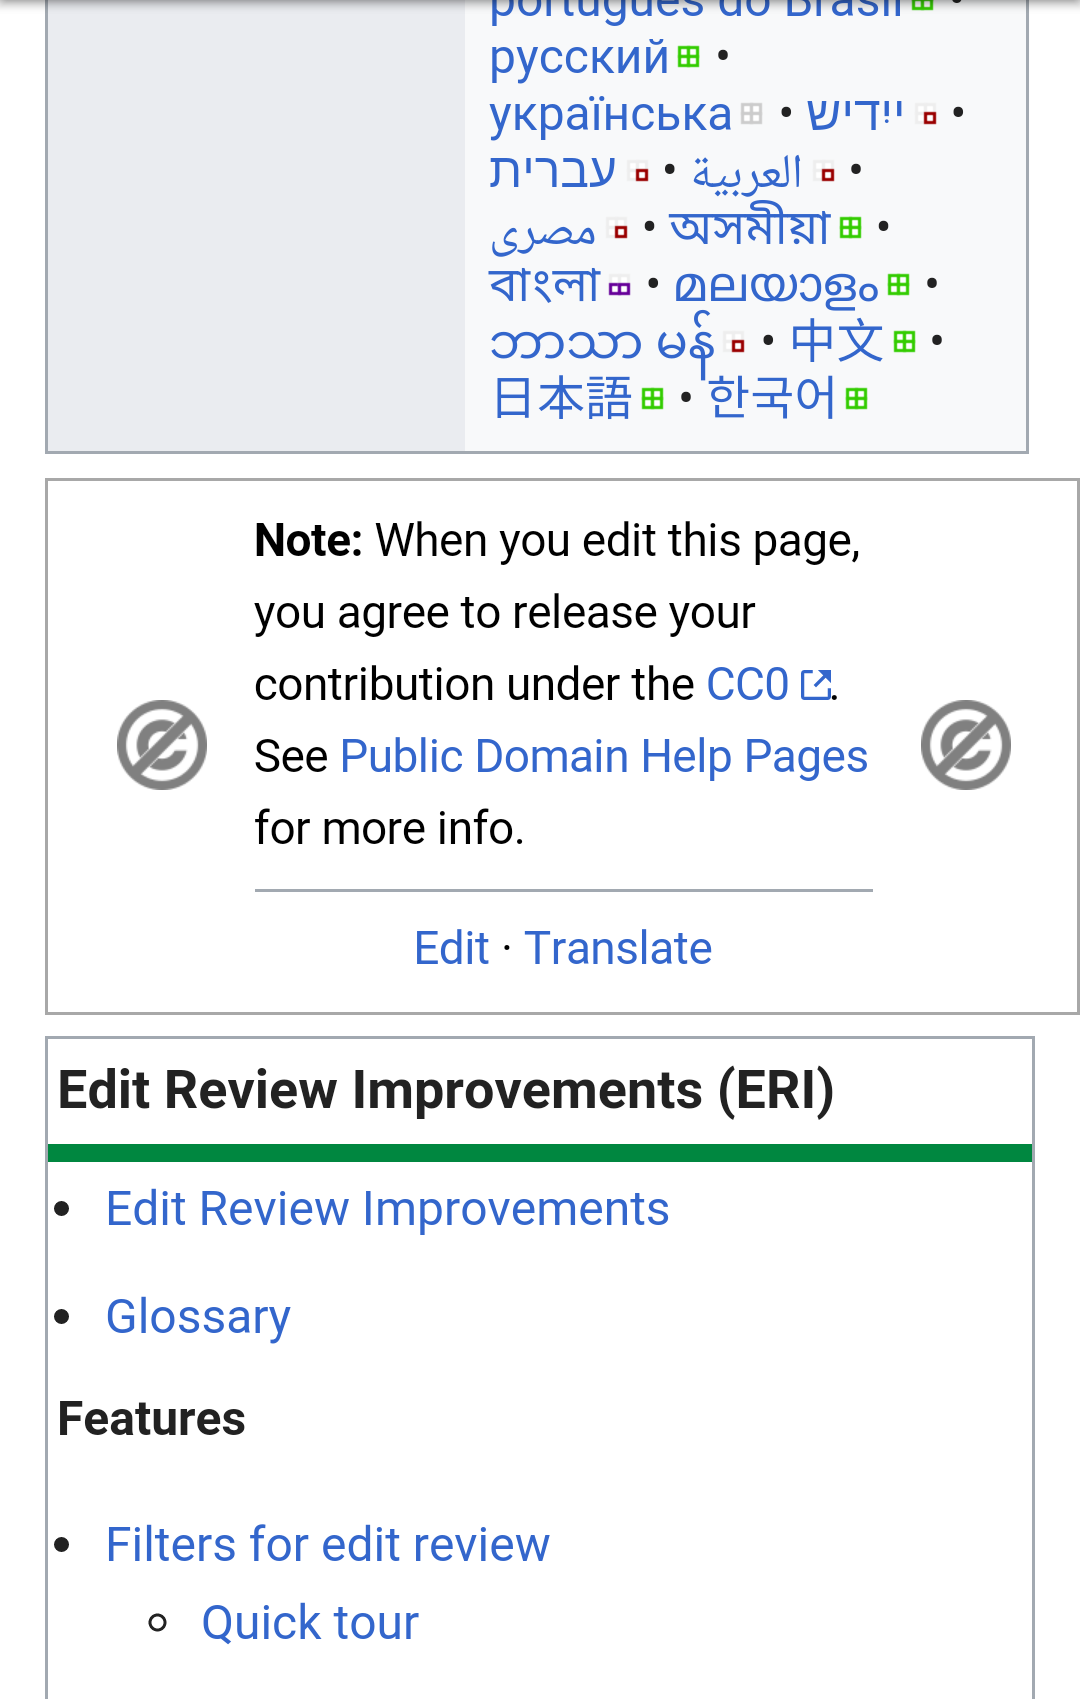 português do Brasil •
русский •
українська • ייִדיש •
עברית • العربية •
مصرى • অসমীয়া •
বাংলা • മലയാളം •
ဘာသာ မန် • 中文 •
日本語 • 한국어
Note: When you edit this page,
you agree to release your
contribution under the CC0.
See Public Domain Help Pages
for more info.
Edit · Translate
Edit Review Improvements (ERI)
• Edit Review Improvements
• Glossary
Features
• Filters for edit review
◦ Quick tour